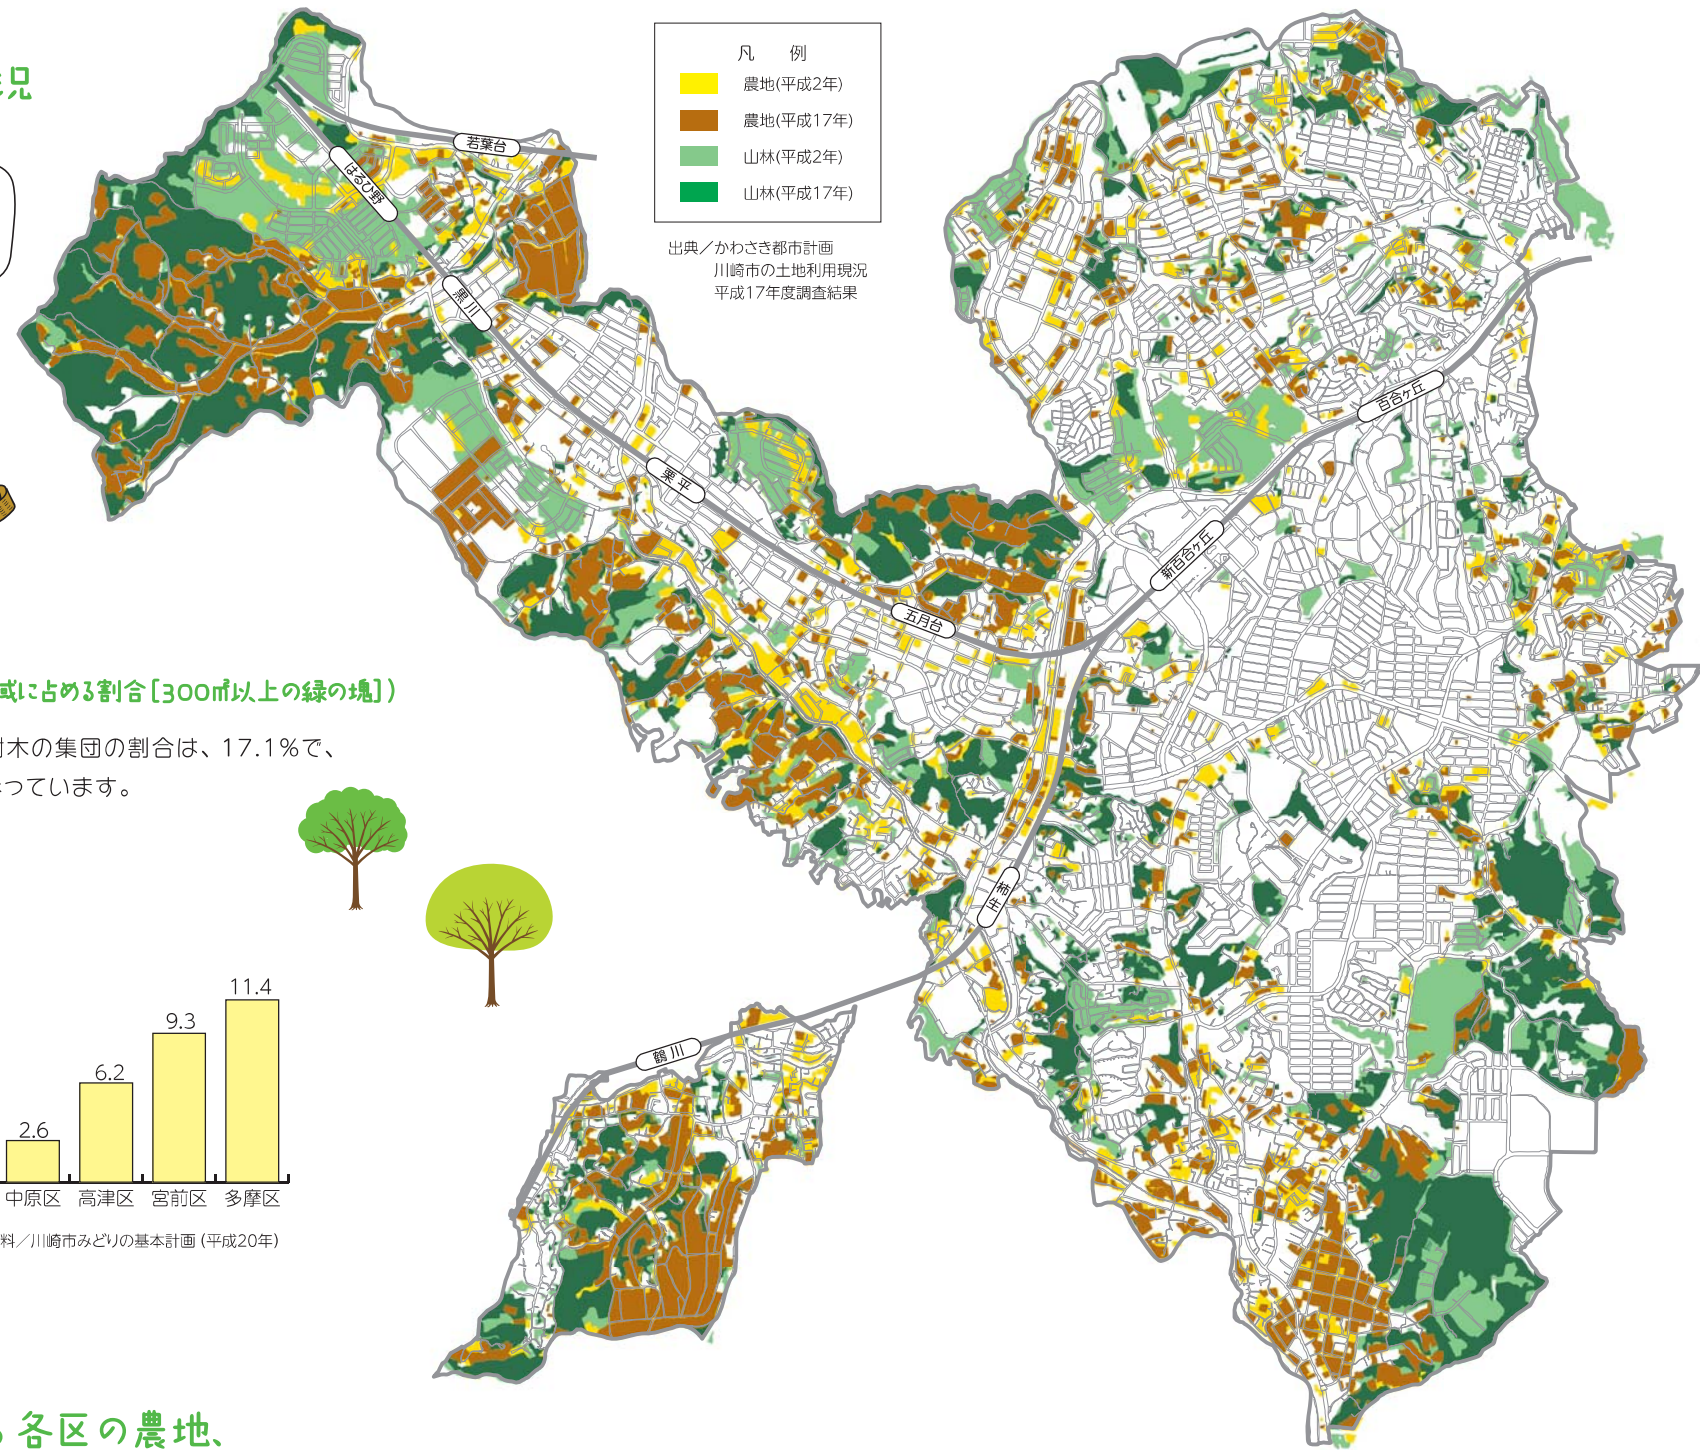 況
凡 例
農地(平成2年)
農地(平成17年)
山林(平成2年)
山林(平成17年)
出典／かわさき都市計画
川崎市の土地利用現況
平成17年度調査結果
若葉台
はるひ野
黒川
栗平
五月台
新百合ヶ丘
百合ヶ丘
柿生
鶴川
域に占める割合[300㎡以上の緑の塊])
樹木の集団の割合は、17.1%で、
なっています。
2.6
6.2
9.3
11.4
中原区 高津区 宮前区 多摩区
料／川崎市みどりの基本計画 (平成20年)
各区の農地、